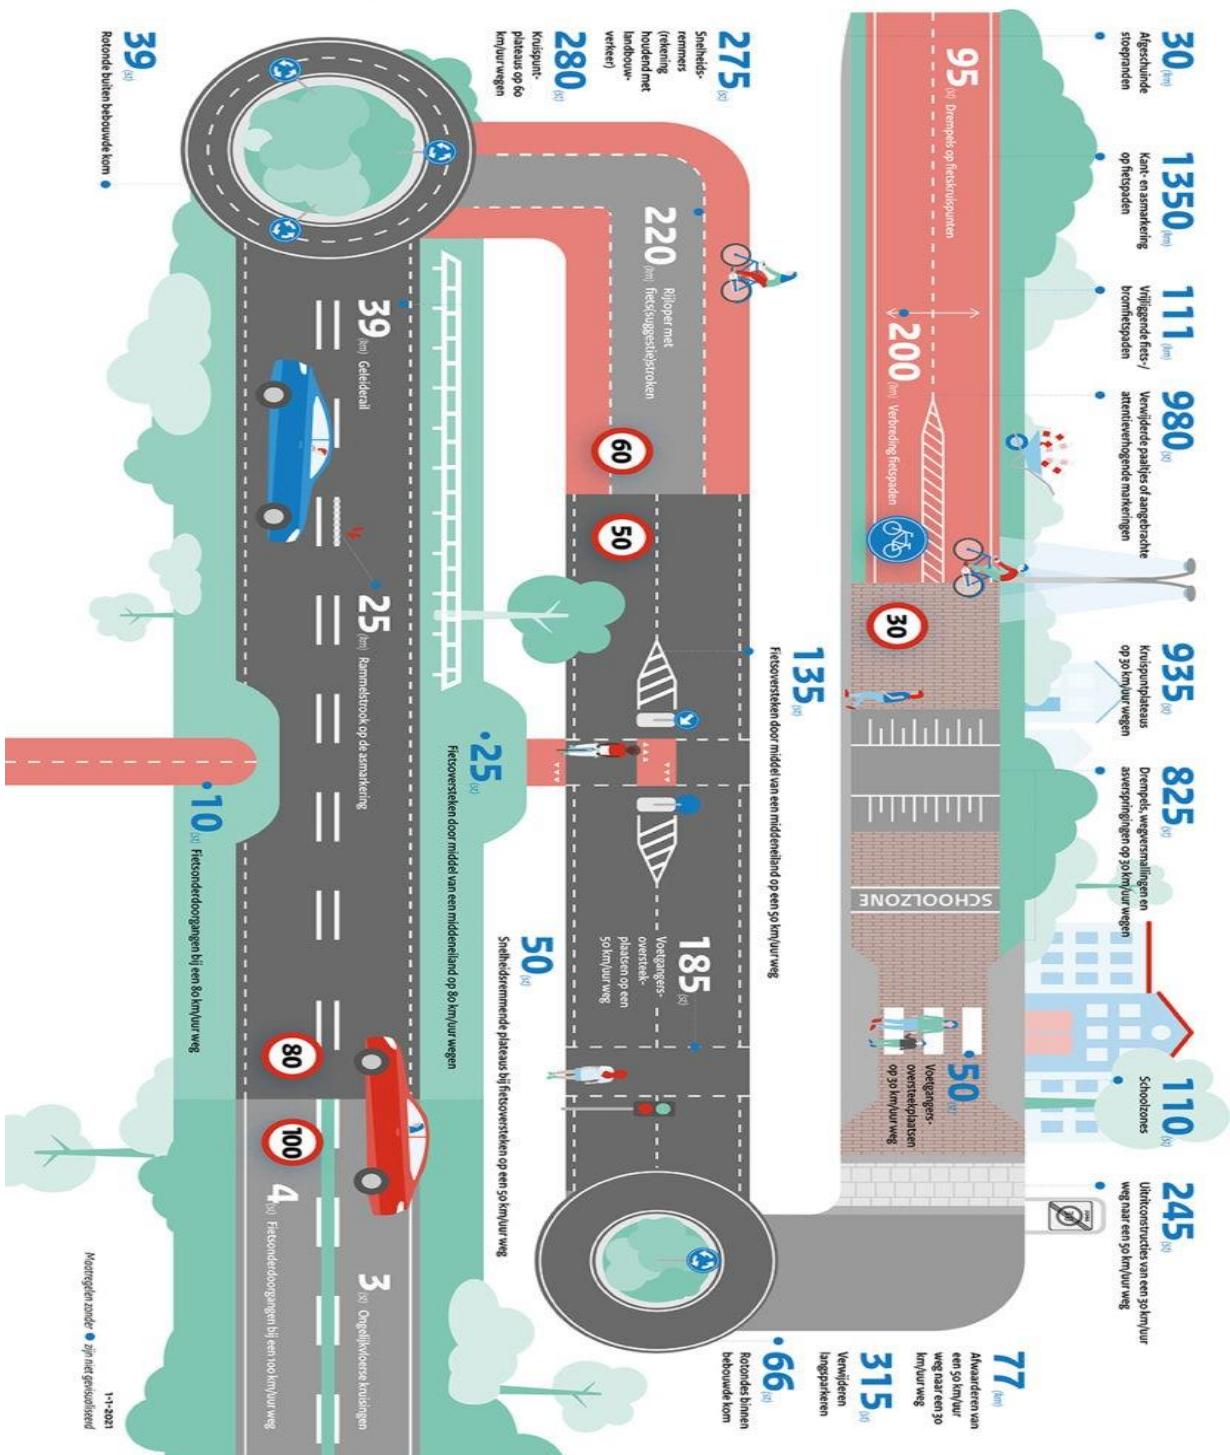 30 (km)
Afgeschuinde
stoepranden
1350 (km)
Kant- en asmarkering
op fietspaden
111 (km)
Vrijliggende fiets-/
bromfietspaden
980 (st)
Verwijderde paaltjes of aangebrachte
attentieverhogende markeringen
935 (st)
Kruispuntplateaus
op 30 km/uur wegen
825 (st)
Drempels, wegversmallingen en
asverspringingen op 30 km/uur wegen
110 (st)
Schoolzones
245 (st)
Uitritconstructies van een 30 km/uur
weg naar een 50 km/uur weg
95 (st) Drempels op fietskruispunten
200 (km) Verbreding fietspaden
30
SCHOOLZONE
50 (st)
Voetgangers-
oversteekplaatsen
op 30 km/uur weg
77 (km)
Afwaarderen van
een 50 km/uur
weg naar een 30
km/uur weg
315 (st)
Verwijderen
langsparkeren
66 (st)
Rotondes binnen
bebouwde kom
135 (st)
Fietsoversteken door middel van een middeneiland op een 50 km/uur weg
275 (st)
Snelheids-
remmers
(rekening
houdend met
landbouw-
verkeer)
280 (st)
Kruispunt-
plateaus op 60
km/uur wegen
220 (km)
Rijloper met
fiets(suggestie)stroken
60
50
185 (st)
Voetgangers-
oversteek-
plaatsen op een
50 km/uur weg
50 (st)
Snelheidsremmende plateaus bij fietsoversteken op een 50 km/uur weg
25 (st)
Fietsoversteken door middel van een middeneiland op 80 km/uur wegen
39 (km) Geleiderail
25 (km) Rammelstrook op de asmarkering
80
100
3 (st) Ongelijkvloerse kruisingen
4 (st) Fietsonderdoorgangen bij een 100 km/uur weg
10 (st) Fietsonderdoorgangen bij een 80 km/uur weg
39 (st)
Rotonde buiten bebouwde kom
Maatregelen zonder ● zijn niet gevisualiseerd
1-1-2021